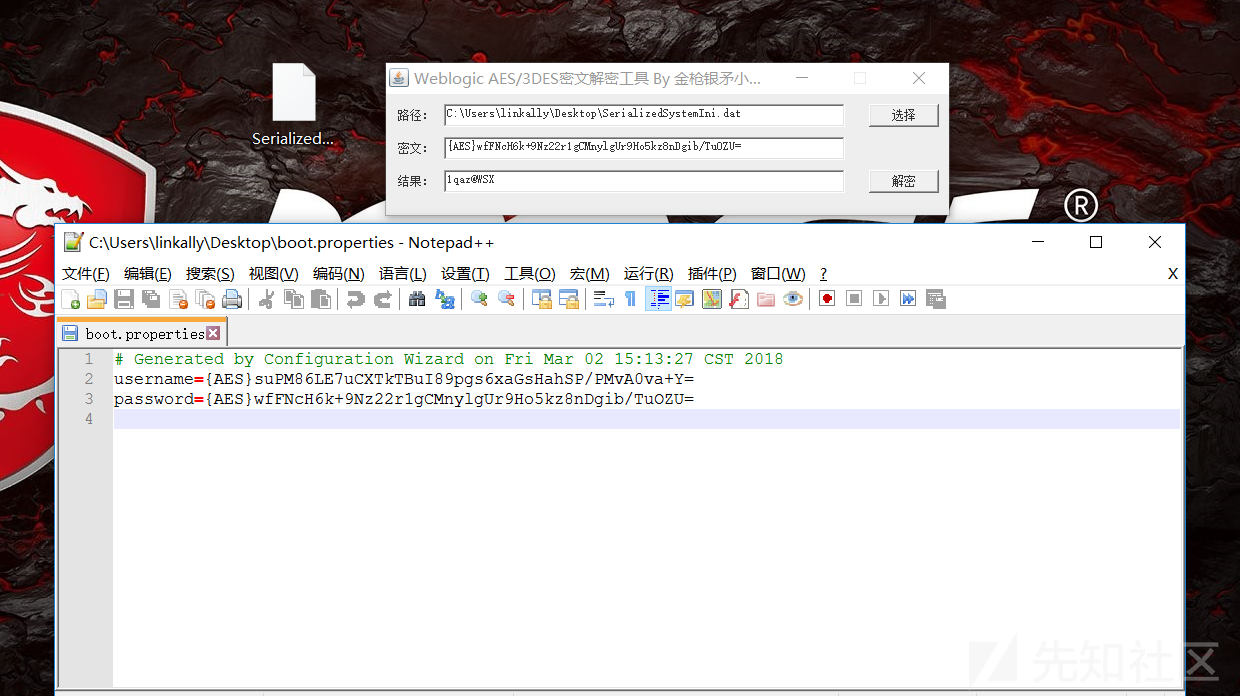 Serialized...
Weblogic AES/3DES密文解密工具 By 金枪银矛小...
路径： C:\Users\linkally\Desktop\SerializedSystemIni.dat 选择
密文： {AES}wfFNcH6k+9Nz22r1gCMnylgUr9Ho5kz8nDgib/TuOZU=
结果： 1qaz@WSX 解密
®
C:\Users\linkally\Desktop\boot.properties - Notepad++
文件(F) 编辑(E) 搜索(S) 视图(V) 编码(N) 语言(L) 设置(T) 工具(O) 宏(M) 运行(R) 插件(P) 窗口(W) ? X
boot.properties
1 # Generated by Configuration Wizard on Fri Mar 02 15:13:27 CST 2018
2 username={AES}suPM86LE7uCXTkTBuI89pgs6xaGsHahSP/PMvA0va+Y=
3 password={AES}wfFNcH6k+9Nz22r1gCMnylgUr9Ho5kz8nDgib/TuOZU=
4
先知社区